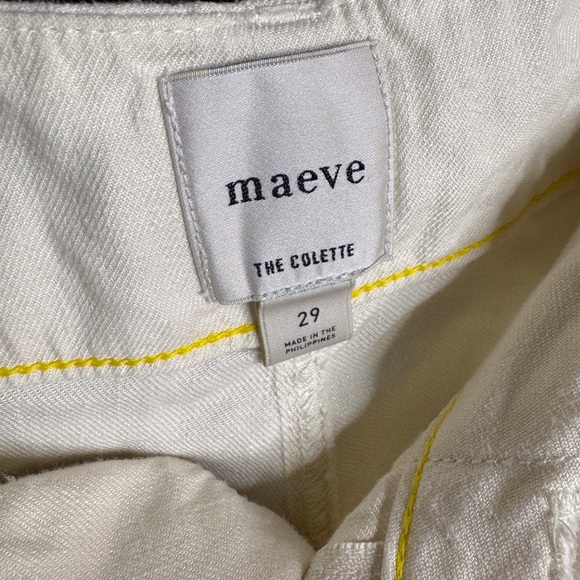 maeve
THE COLETTE
29
MADE IN THE
PHILIPPINES